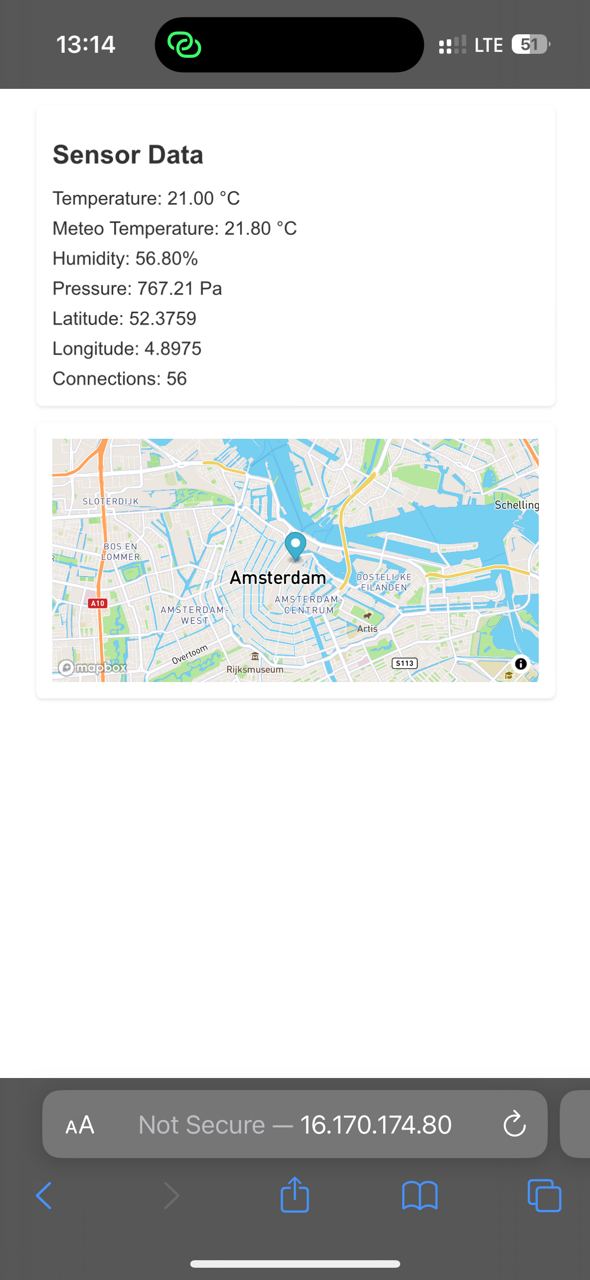 13:14
LTE 51
Sensor Data
Temperature: 21.00 °C
Meteo Temperature: 21.80 °C
Humidity: 56.80%
Pressure: 767.21 Pa
Latitude: 52.3759
Longitude: 4.8975
Connections: 56
SLOTERDIJK
Schelling
BOS EN
LOMMER
Amsterdam
OOSTELIJKE
EILANDEN
A10
AMSTERDAM-
WEST
AMSTERDAM-
CENTRUM
Artis
Overtoom
Rijksmuseum
S113
mapbox
AA Not Secure — 16.170.174.80